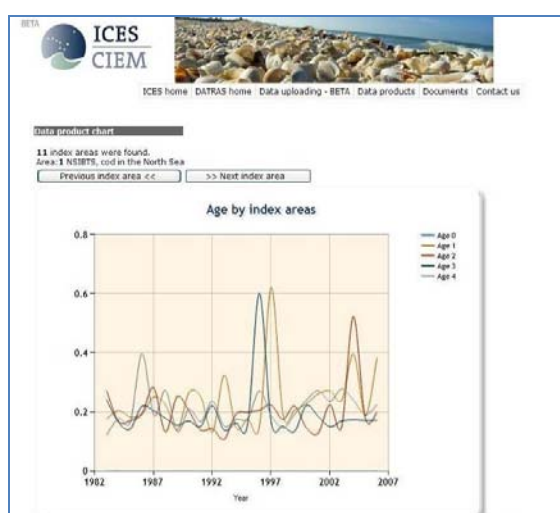 BETA
ICES
CIEM
ICES home DATRAS home Data uploading - BETA Data products Documents Contact us
Data product chart
11 index areas were found.
Area: 1 NSIBTS, cod in the North Sea
Previous index area << >> Next index area
Age by index areas
0.8
0.6
0.4
0.2
0
1982 1987 1992 1997 2002 2007
Year
Age 0
Age 1
Age 2
Age 3
Age 4